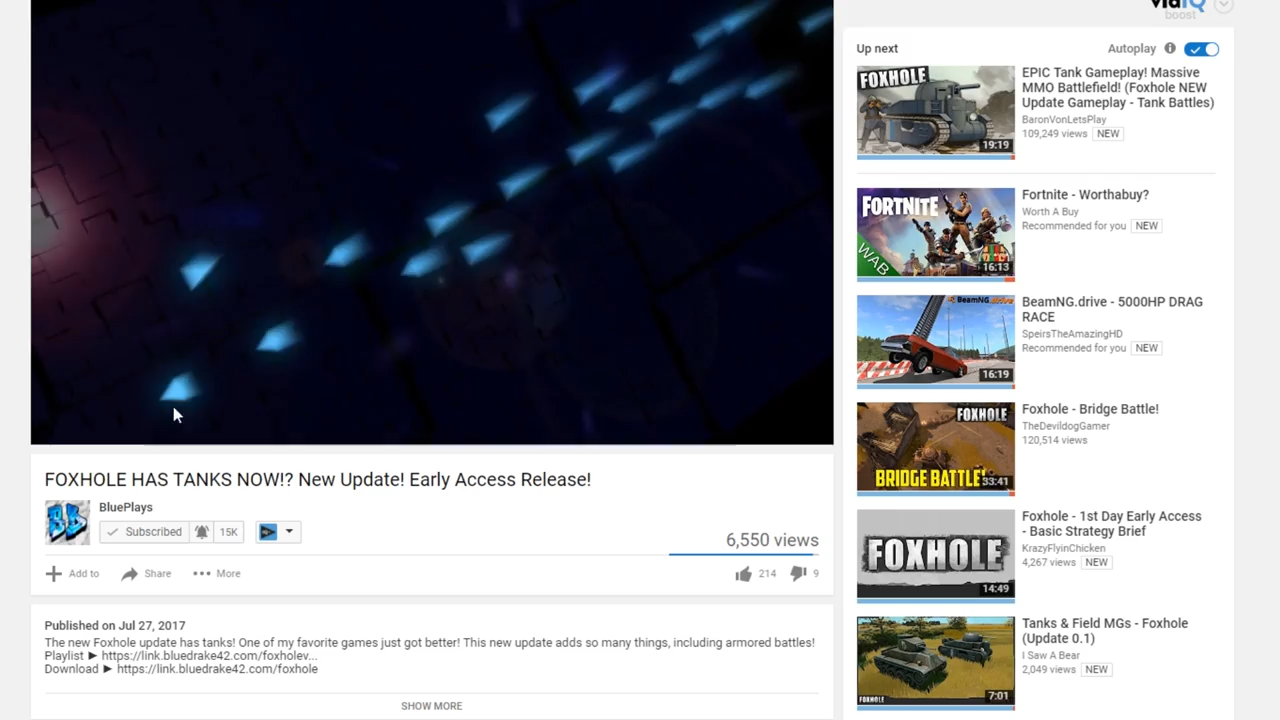 vidIQ
boost
Up next
Autoplay
FOXHOLE
19:19
EPIC Tank Gameplay! Massive
MMO Battlefield! (Foxhole NEW
Update Gameplay - Tank Battles)
BaronVonLetsPlay
109,249 views NEW
FORTNITE
WAB
16:13
Fortnite - Worthabuy?
Worth A Buy
Recommended for you NEW
BeamNG.drive
16:19
BeamNG.drive - 5000HP DRAG
RACE
SpeirsTheAmazingHD
Recommended for you NEW
FOXHOLE
BRIDGE BATTLE!
33:41
Foxhole - Bridge Battle!
TheDevildogGamer
120,514 views
FOXHOLE
14:49
Foxhole - 1st Day Early Access
- Basic Strategy Brief
KrazyFlyinChicken
4,267 views NEW
FOXHOLE
7:01
Tanks & Field MGs - Foxhole
(Update 0.1)
I Saw A Bear
2,049 views NEW
FOXHOLE HAS TANKS NOW!? New Update! Early Access Release!
BB
BluePlays
Subscribed 15K
6,550 views
Add to Share More
214 9
Published on Jul 27, 2017
The new Foxhole update has tanks! One of my favorite games just got better! This new update adds so many things, including armored battles!
Playlist ► https://link.bluedrake42.com/foxholev...
Download ► https://link.bluedrake42.com/foxhole
SHOW MORE